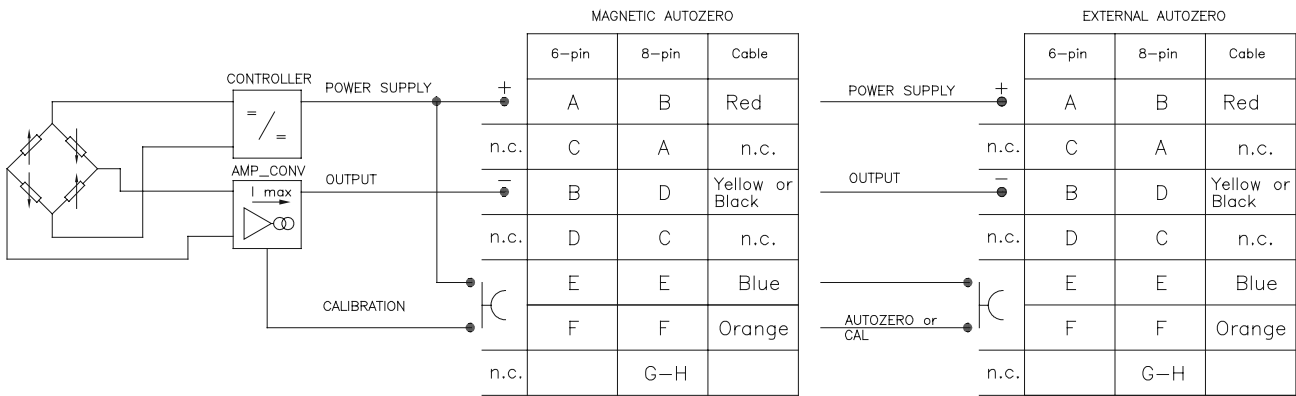 MAGNETIC AUTOZERO
6-pin 8-pin Cable
CONTROLLER
= / =
POWER SUPPLY + A B Red
n.c. C A n.c.
AMP_CONV
I max
OUTPUT - B D Yellow or
Black
n.c. D C n.c.
E E Blue
CALIBRATION F F Orange
n.c. G-H
EXTERNAL AUTOZERO
6-pin 8-pin Cable
POWER SUPPLY + A B Red
n.c. C A n.c.
OUTPUT - B D Yellow or
Black
n.c. D C n.c.
E E Blue
AUTOZERO or
CAL
F F Orange
n.c. G-H